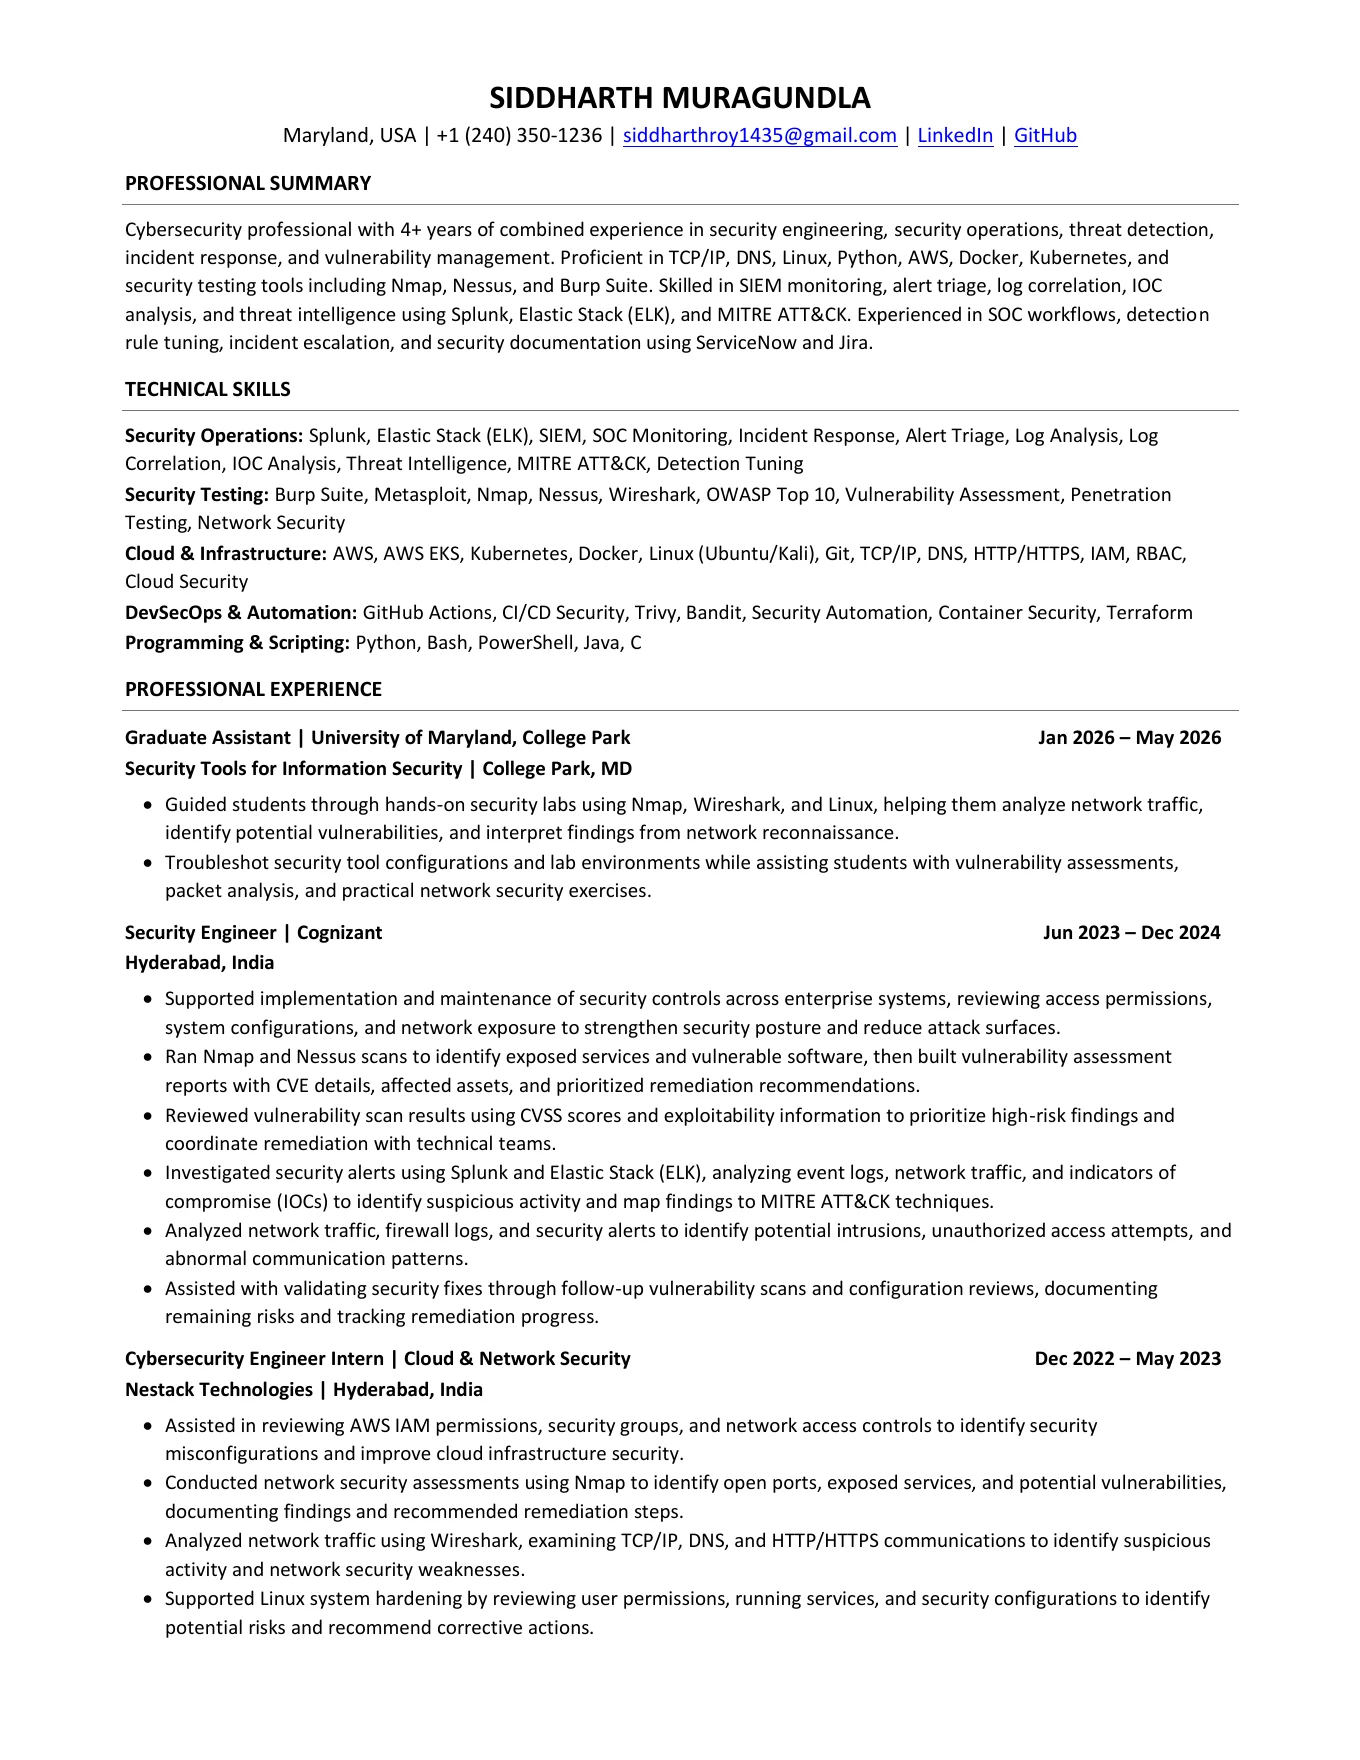 SIDDHARTH MURAGUNDLA
Maryland, USA | +1 (240) 350-1236 | siddharthroy1435@gmail.com | LinkedIn | GitHub
PROFESSIONAL SUMMARY
Cybersecurity professional with 4+ years of combined experience in security engineering, security operations, threat detection,
incident response, and vulnerability management. Proficient in TCP/IP, DNS, Linux, Python, AWS, Docker, Kubernetes, and
security testing tools including Nmap, Nessus, and Burp Suite. Skilled in SIEM monitoring, alert triage, log correlation, IOC
analysis, and threat intelligence using Splunk, Elastic Stack (ELK), and MITRE ATT&CK. Experienced in SOC workflows, detection
rule tuning, incident escalation, and security documentation using ServiceNow and Jira.
TECHNICAL SKILLS
Security Operations: Splunk, Elastic Stack (ELK), SIEM, SOC Monitoring, Incident Response, Alert Triage, Log Analysis, Log
Correlation, IOC Analysis, Threat Intelligence, MITRE ATT&CK, Detection Tuning
Security Testing: Burp Suite, Metasploit, Nmap, Nessus, Wireshark, OWASP Top 10, Vulnerability Assessment, Penetration
Testing, Network Security
Cloud & Infrastructure: AWS, AWS EKS, Kubernetes, Docker, Linux (Ubuntu/Kali), Git, TCP/IP, DNS, HTTP/HTTPS, IAM, RBAC,
Cloud Security
DevSecOps & Automation: GitHub Actions, CI/CD Security, Trivy, Bandit, Security Automation, Container Security, Terraform
Programming & Scripting: Python, Bash, PowerShell, Java, C
PROFESSIONAL EXPERIENCE
Graduate Assistant | University of Maryland, College Park Jan 2026 – May 2026
Security Tools for Information Security | College Park, MD
• Guided students through hands-on security labs using Nmap, Wireshark, and Linux, helping them analyze network traffic,
identify potential vulnerabilities, and interpret findings from network reconnaissance.
• Troubleshot security tool configurations and lab environments while assisting students with vulnerability assessments,
packet analysis, and practical network security exercises.
Security Engineer | Cognizant Jun 2023 – Dec 2024
Hyderabad, India
• Supported implementation and maintenance of security controls across enterprise systems, reviewing access permissions,
system configurations, and network exposure to strengthen security posture and reduce attack surfaces.
• Ran Nmap and Nessus scans to identify exposed services and vulnerable software, then built vulnerability assessment
reports with CVE details, affected assets, and prioritized remediation recommendations.
• Reviewed vulnerability scan results using CVSS scores and exploitability information to prioritize high-risk findings and
coordinate remediation with technical teams.
• Investigated security alerts using Splunk and Elastic Stack (ELK), analyzing event logs, network traffic, and indicators of
compromise (IOCs) to identify suspicious activity and map findings to MITRE ATT&CK techniques.
• Analyzed network traffic, firewall logs, and security alerts to identify potential intrusions, unauthorized access attempts, and
abnormal communication patterns.
• Assisted with validating security fixes through follow-up vulnerability scans and configuration reviews, documenting
remaining risks and tracking remediation progress.
Cybersecurity Engineer Intern | Cloud & Network Security Dec 2022 – May 2023
Nestack Technologies | Hyderabad, India
• Assisted in reviewing AWS IAM permissions, security groups, and network access controls to identify security
misconfigurations and improve cloud infrastructure security.
• Conducted network security assessments using Nmap to identify open ports, exposed services, and potential vulnerabilities,
documenting findings and recommended remediation steps.
• Analyzed network traffic using Wireshark, examining TCP/IP, DNS, and HTTP/HTTPS communications to identify suspicious
activity and network security weaknesses.
• Supported Linux system hardening by reviewing user permissions, running services, and security configurations to identify
potential risks and recommend corrective actions.